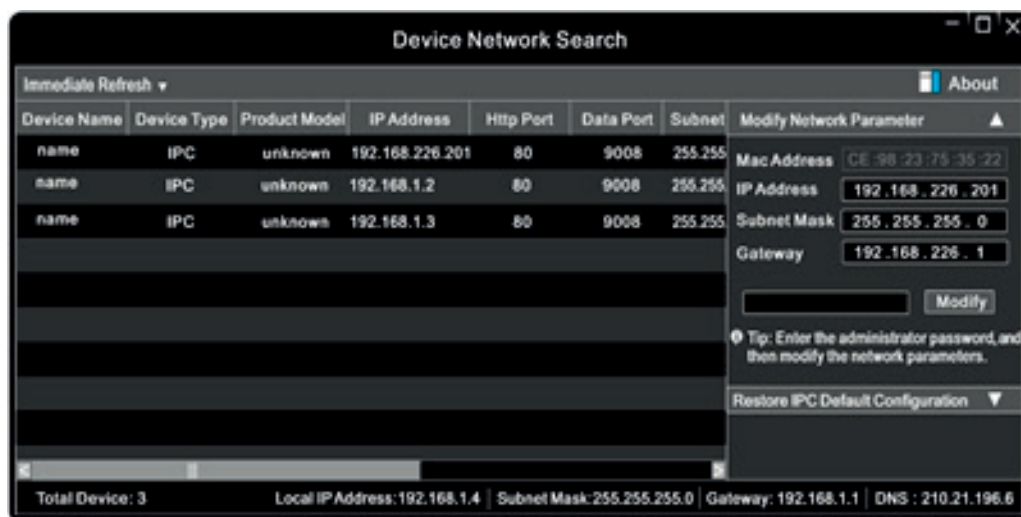 Device Network Search
Immediate Refresh ▼ About
Device Name Device Type Product Model IP Address Http Port Data Port Subnet Modify Network Parameter ▲
name IPC unknown 192.168.226.201 80 9008 255.255
name IPC unknown 192.168.1.2 80 9008 255.255.
name IPC unknown 192.168.1.3 80 9008 255.255.
Mac Address CE :98 :23 :75 :35 :22
IP Address 192 .168 .226 . 201
Subnet Mask 255 . 255 . 255 . 0
Gateway 192 .168 . 226 . 1
Modify
Tip: Enter the administrator password, and
then modify the network parameters.
Restore IPC Default Configuration ▼
Total Device: 3 Local IP Address:192.168.1.4 Subnet Mask:255.255.255.0 Gateway: 192.168.1.1 DNS : 210.21.196.6